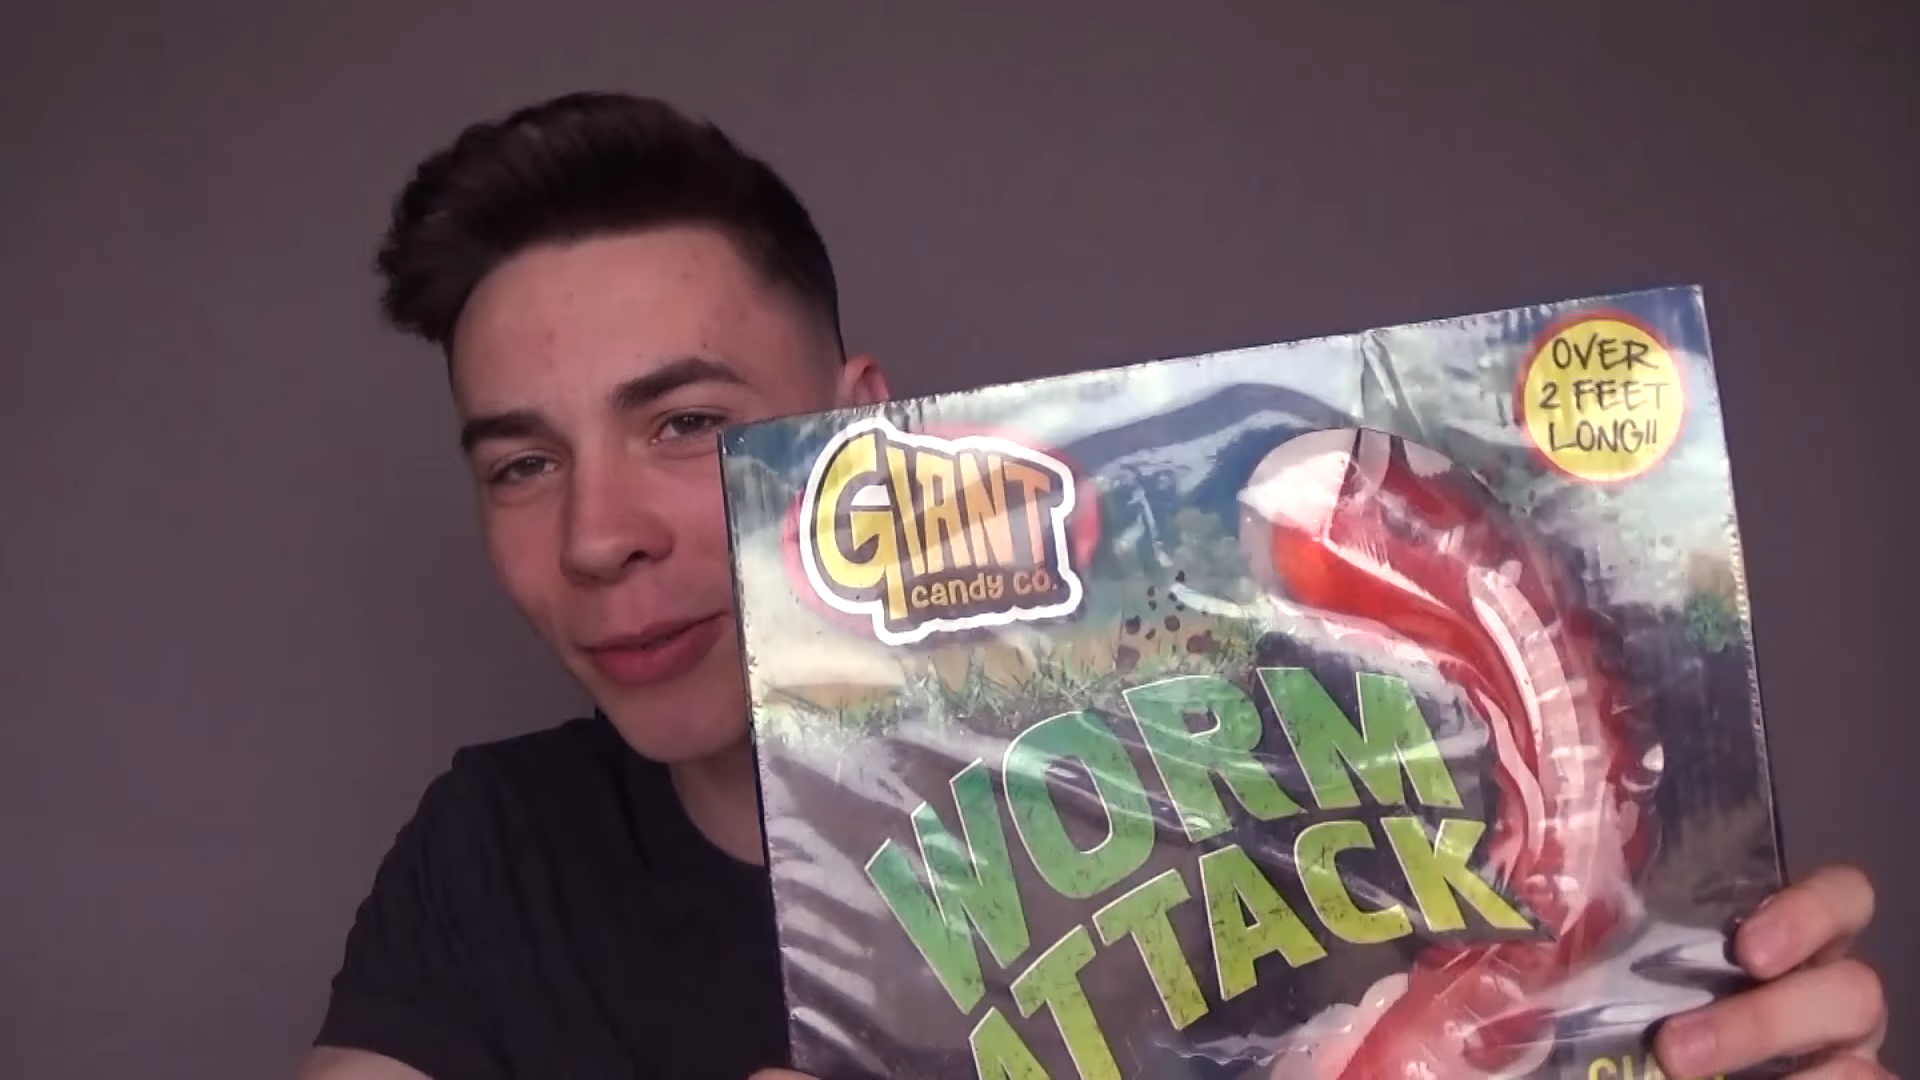 GIANT
candy co.
OVER
2 FEET
LONG!!
WORM
ATTACK